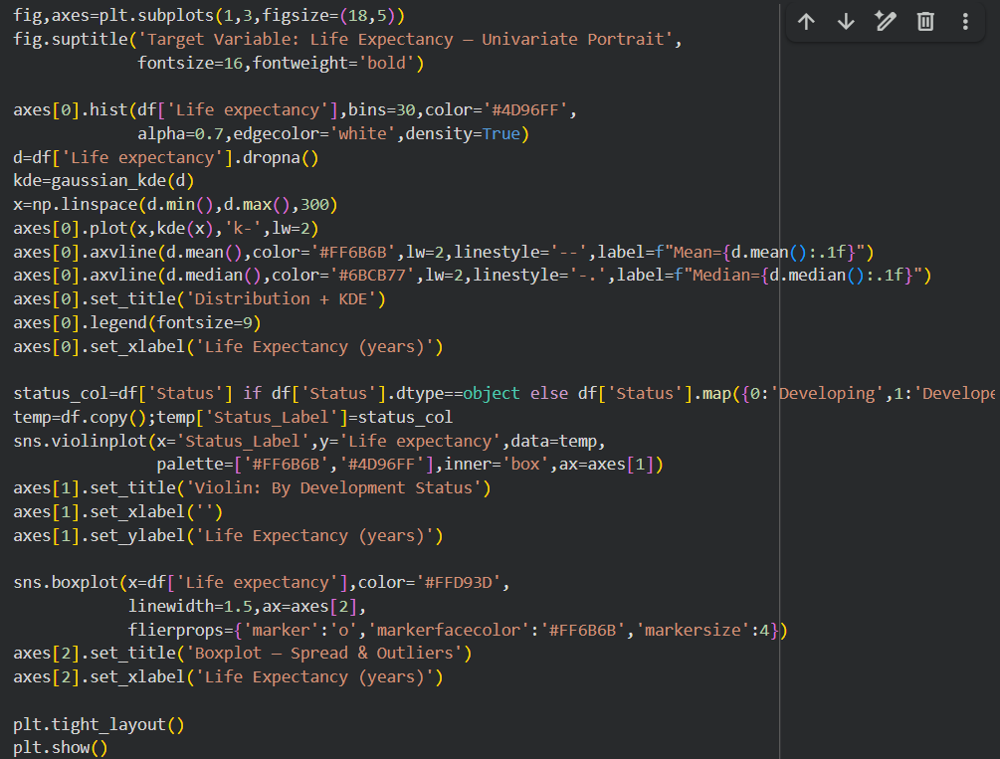 fig,axes=plt.subplots(1,3,figsize=(18,5))
fig.suptitle('Target Variable: Life Expectancy — Univariate Portrait',
             fontsize=16,fontweight='bold')

axes[0].hist(df['Life expectancy'],bins=30,color='#4D96FF',
             alpha=0.7,edgecolor='white',density=True)
d=df['Life expectancy'].dropna()
kde=gaussian_kde(d)
x=np.linspace(d.min(),d.max(),300)
axes[0].plot(x,kde(x),'k-',lw=2)
axes[0].axvline(d.mean(),color='#FF6B6B',lw=2,linestyle='--',label=f"Mean={d.mean():.1f}")
axes[0].axvline(d.median(),color='#6BCB77',lw=2,linestyle='-.',label=f"Median={d.median():.1f}")
axes[0].set_title('Distribution + KDE')
axes[0].legend(fontsize=9)
axes[0].set_xlabel('Life Expectancy (years)')

status_col=df['Status'] if df['Status'].dtype==object else df['Status'].map({0:'Developing',1:'Develope
temp=df.copy();temp['Status_Label']=status_col
sns.violinplot(x='Status_Label',y='Life expectancy',data=temp,
               palette=['#FF6B6B','#4D96FF'],inner='box',ax=axes[1])
axes[1].set_title('Violin: By Development Status')
axes[1].set_xlabel('')
axes[1].set_ylabel('Life Expectancy (years)')

sns.boxplot(x=df['Life expectancy'],color='#FFD93D',
            linewidth=1.5,ax=axes[2],
            flierprops={'marker':'o','markerfacecolor':'#FF6B6B','markersize':4})
axes[2].set_title('Boxplot — Spread & Outliers')
axes[2].set_xlabel('Life Expectancy (years)')

plt.tight_layout()
plt.show()